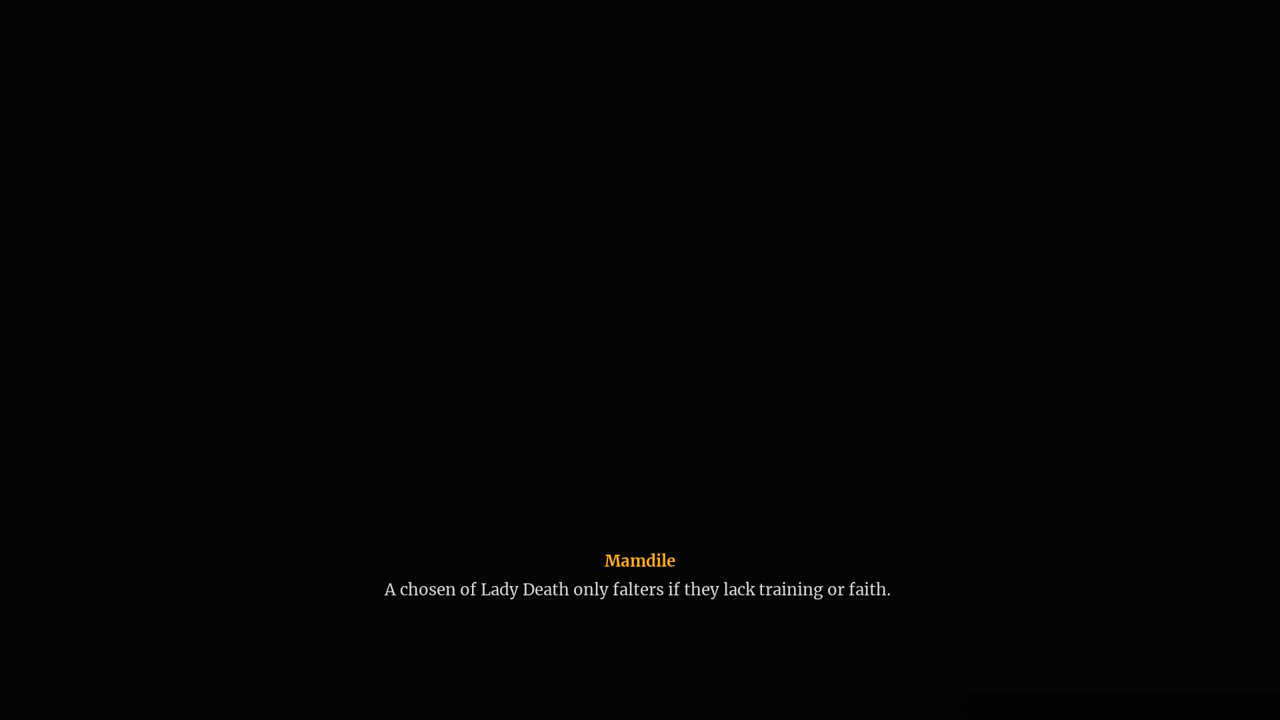 Mamdile
A chosen of Lady Death only falters if they lack training or faith.